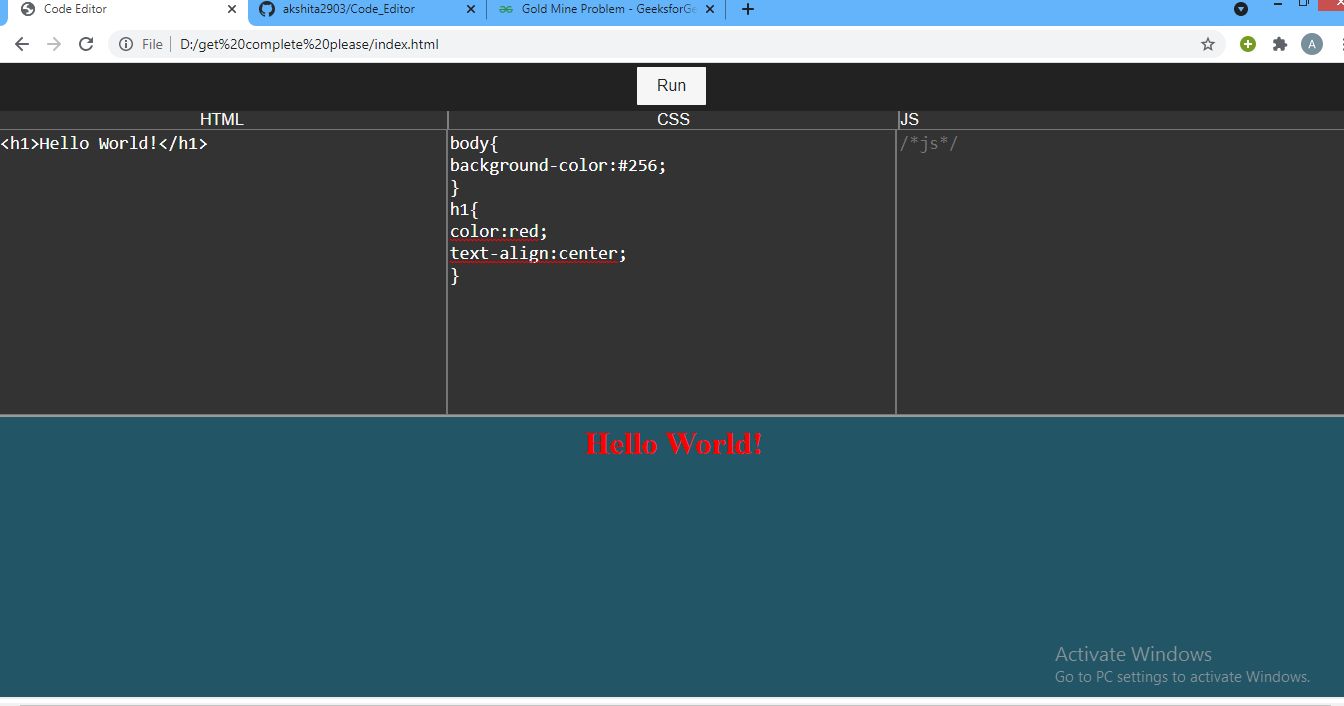 Code Editor
akshita2903/Code_Editor
Gold Mine Problem - GeeksforGe
File
D:/get%20complete%20please/index.html
A
Run
HTML
CSS
JS
<h1>Hello World!</h1>
body{
background-color:#256;
}
h1{
color:red;
text-align:center;
}
/*js*/
Hello World!
Activate Windows
Go to PC settings to activate Windows.